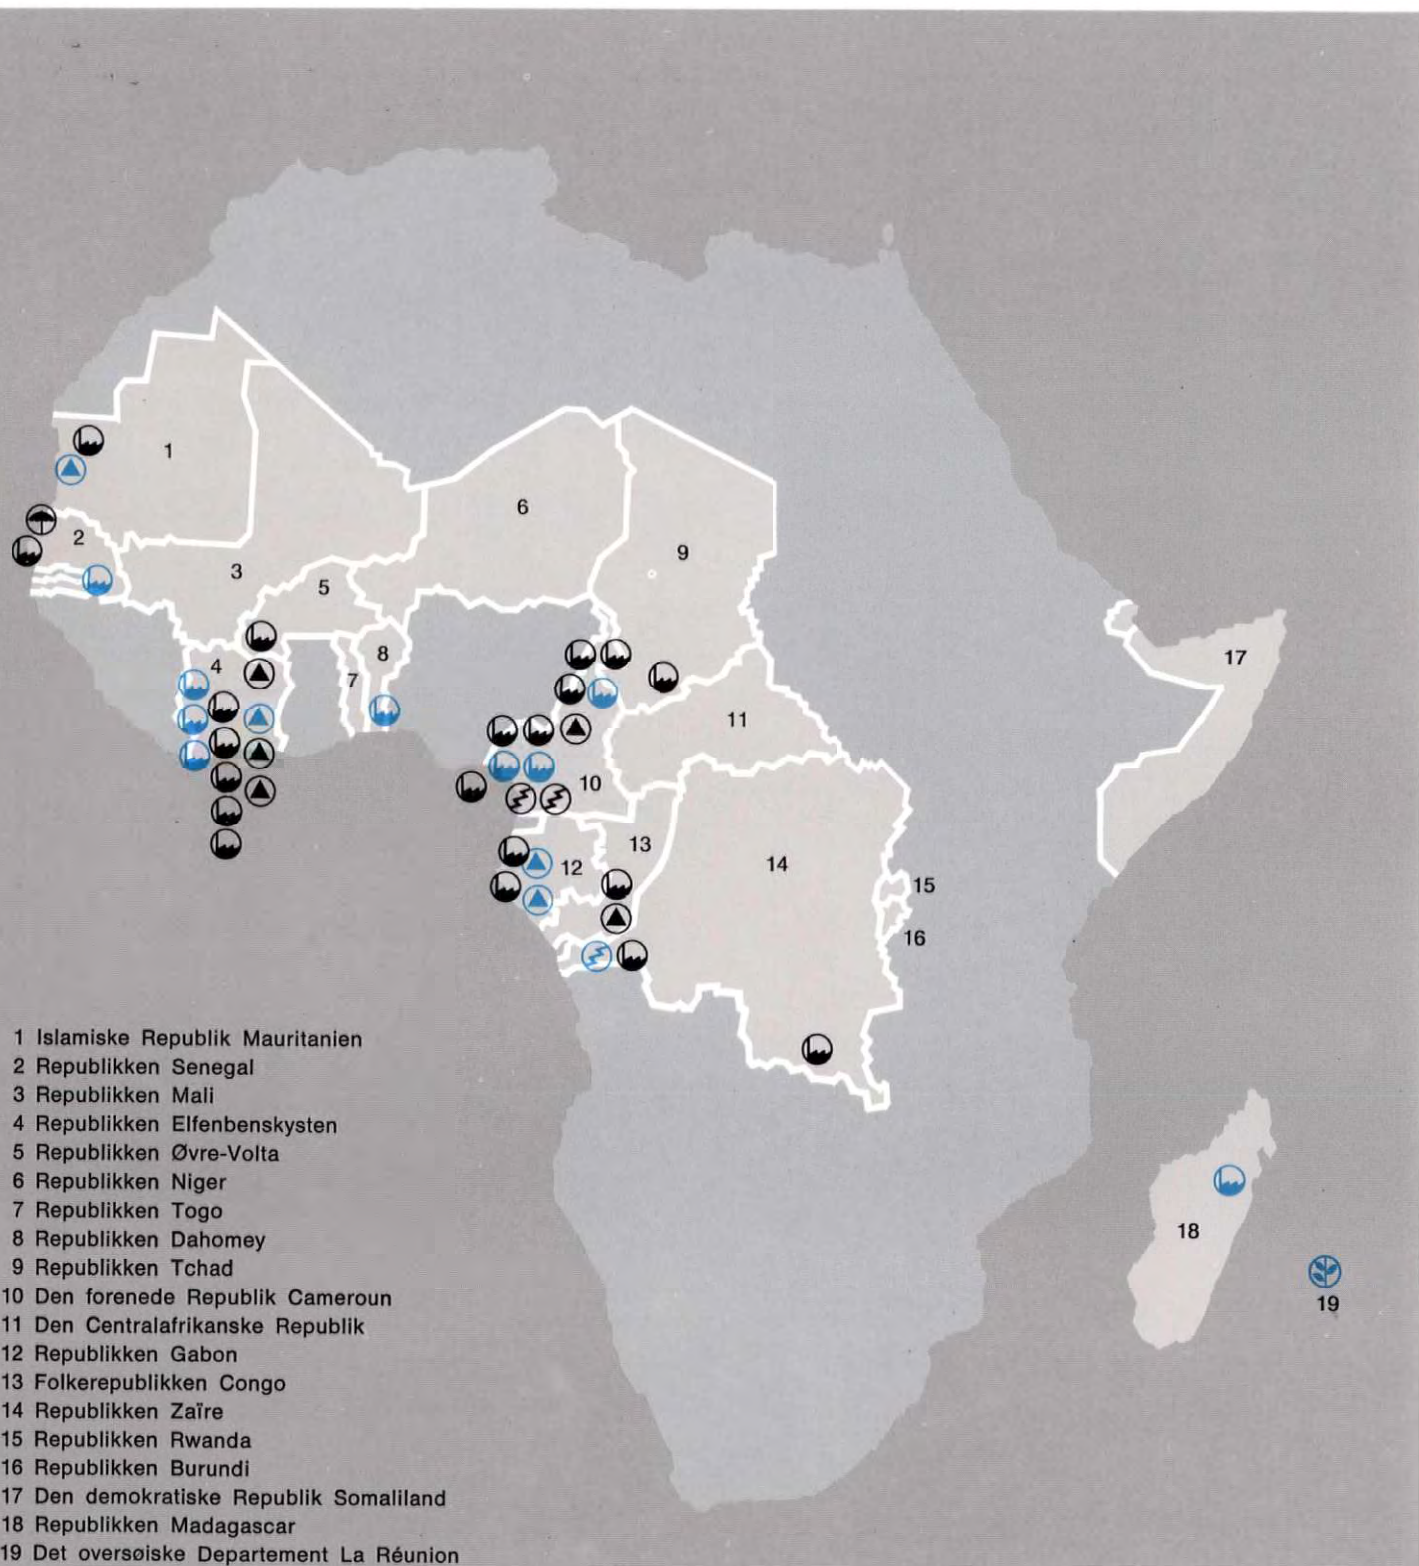 1
2
3
4
5
6
7
8
9
10
11
12
13
14
15
16
17
18
19
1 Islamiske Republik Mauritanien
2 Republikken Senegal
3 Republikken Mali
4 Republikken Elfenbenskysten
5 Republikken Øvre-Volta
6 Republikken Niger
7 Republikken Togo
8 Republikken Dahomey
9 Republikken Tchad
10 Den forenede Republik Cameroun
11 Den Centralafrikanske Republik
12 Republikken Gabon
13 Folkerepublikken Congo
14 Republikken Zaïre
15 Republikken Rwanda
16 Republikken Burundi
17 Den demokratiske Republik Somaliland
18 Republikken Madagascar
19 Det oversøiske Departement La Réunion